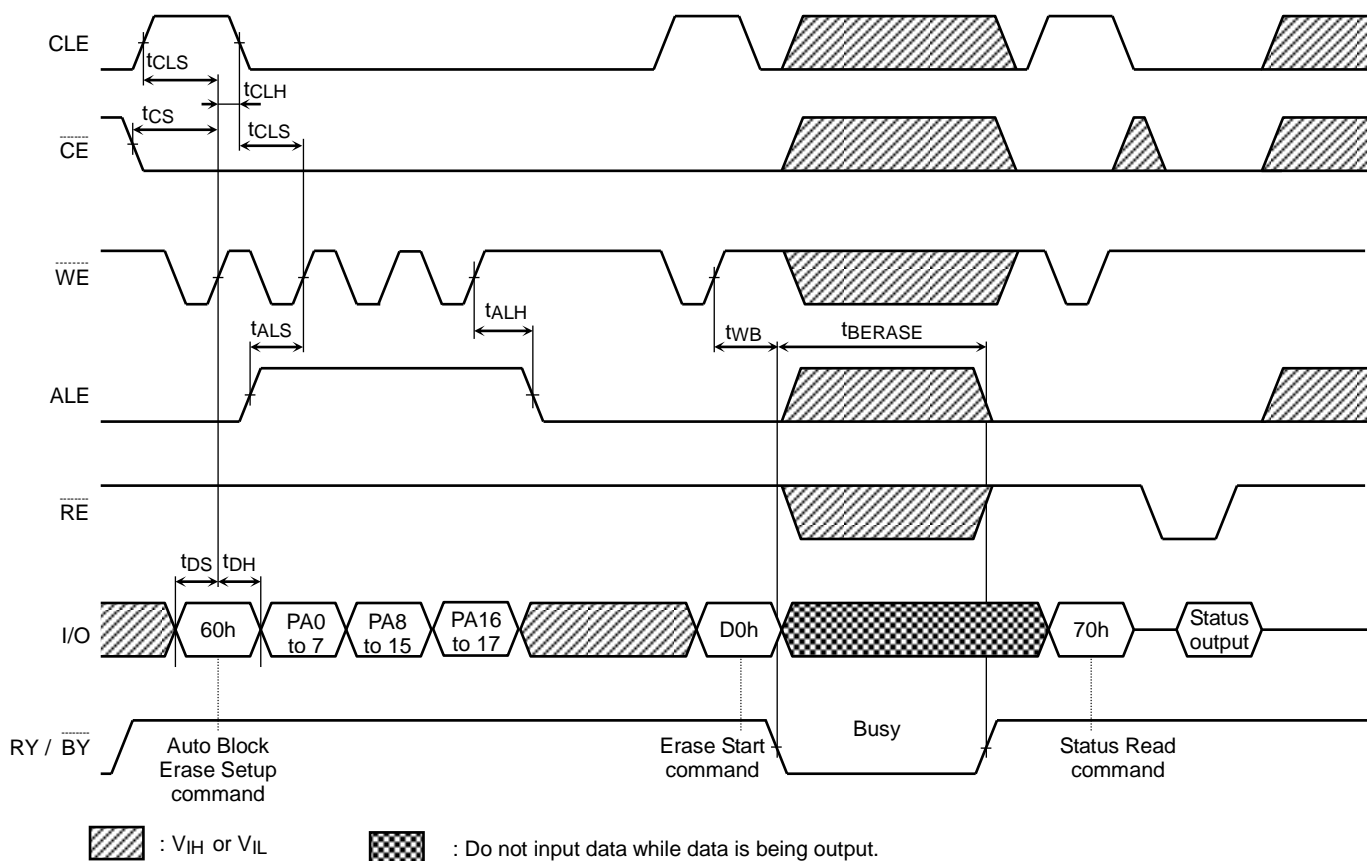 CLE
tCLS
tCLH
tCS
tCLS
CE
WE
tALS
tALH
tWB
tBERASE
ALE
RE
tDS
tDH
I/O
60h
PA0
to 7
PA8
to 15
PA16
to 17
D0h
70h
Status
output
RY / BY
Busy
Auto Block
Erase Setup
command
Erase Start
command
Status Read
command
: VIH or VIL
: Do not input data while data is being output.